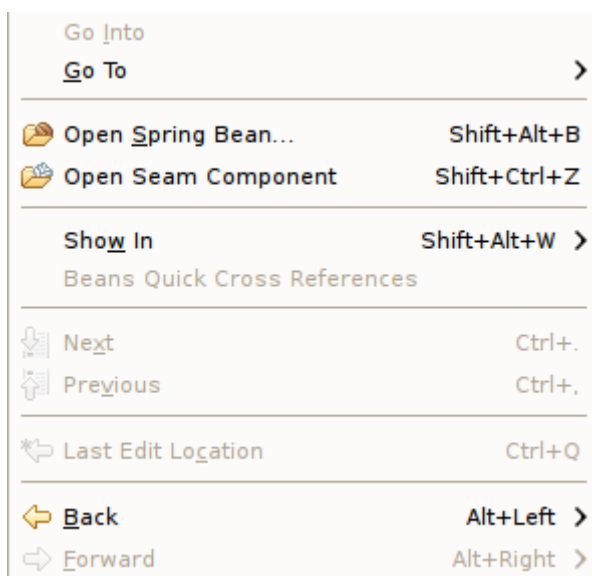 Go Into
Go To
Open Spring Bean... Shift+Alt+B
Open Seam Component Shift+Ctrl+Z
Show In Shift+Alt+W
Beans Quick Cross References
Next Ctrl+.
Previous Ctrl+,
Last Edit Location Ctrl+Q
Back Alt+Left
Forward Alt+Right